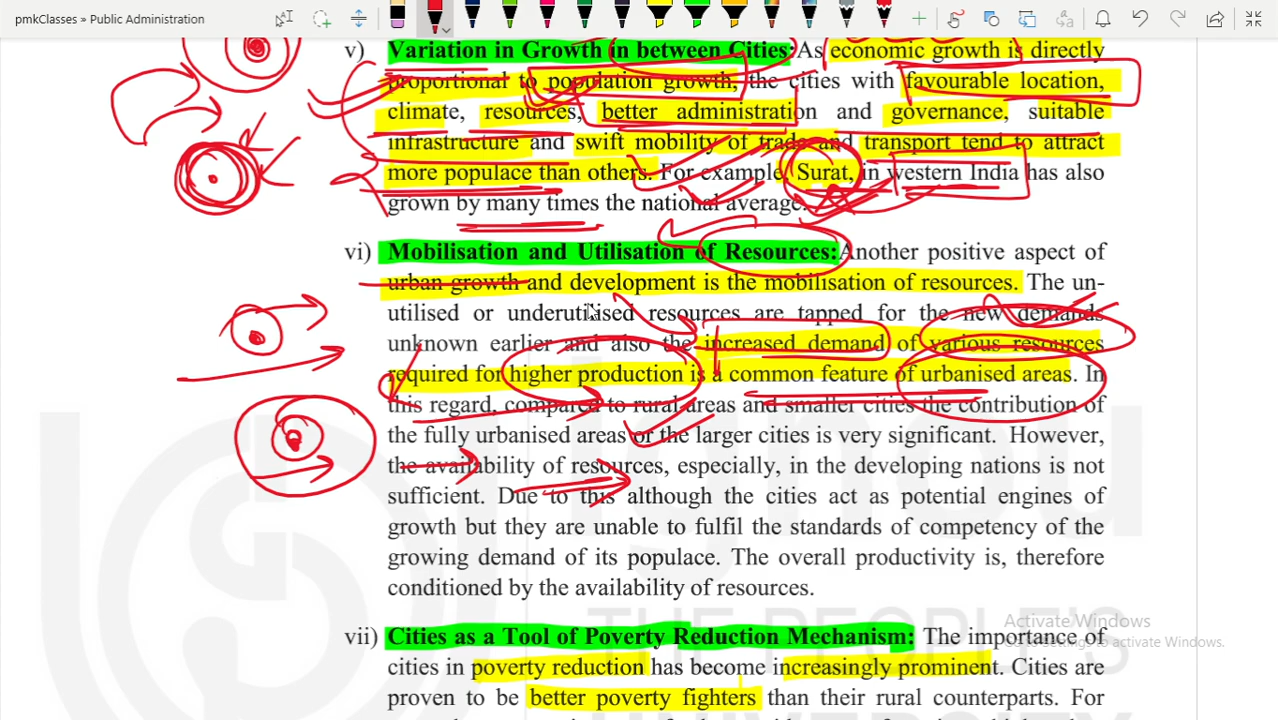 pmkClasses » Public Administration
v) Variation in Growth in between Cities: As economic growth is directly
proportional to population growth, the cities with favourable location,
climate, resources, better administration and governance, suitable
infrastructure and swift mobility of trade and transport tend to attract
more populace than others. For example, Surat, in western India has also
grown by many times the national average.
vi) Mobilisation and Utilisation of Resources: Another positive aspect of
urban growth and development is the mobilisation of resources. The un-
utilised or underutilised resources are tapped for the new demands
unknown earlier and also the increased demand of various resources
required for higher production is a common feature of urbanised areas. In
this regard, compared to rural areas and smaller cities the contribution of
the fully urbanised areas or the larger cities is very significant. However,
the availability of resources, especially, in the developing nations is not
sufficient. Due to this although the cities act as potential engines of
growth but they are unable to fulfil the standards of competency of the
growing demand of its populace. The overall productivity is, therefore
conditioned by the availability of resources.
Activate Windows
Go to Settings to activate Windows.
vii) Cities as a Tool of Poverty Reduction Mechanism: The importance of
cities in poverty reduction has become increasingly prominent. Cities are
proven to be better poverty fighters than their rural counterparts. For
ignou
THE PEOPLE'S
UNIVERSITY